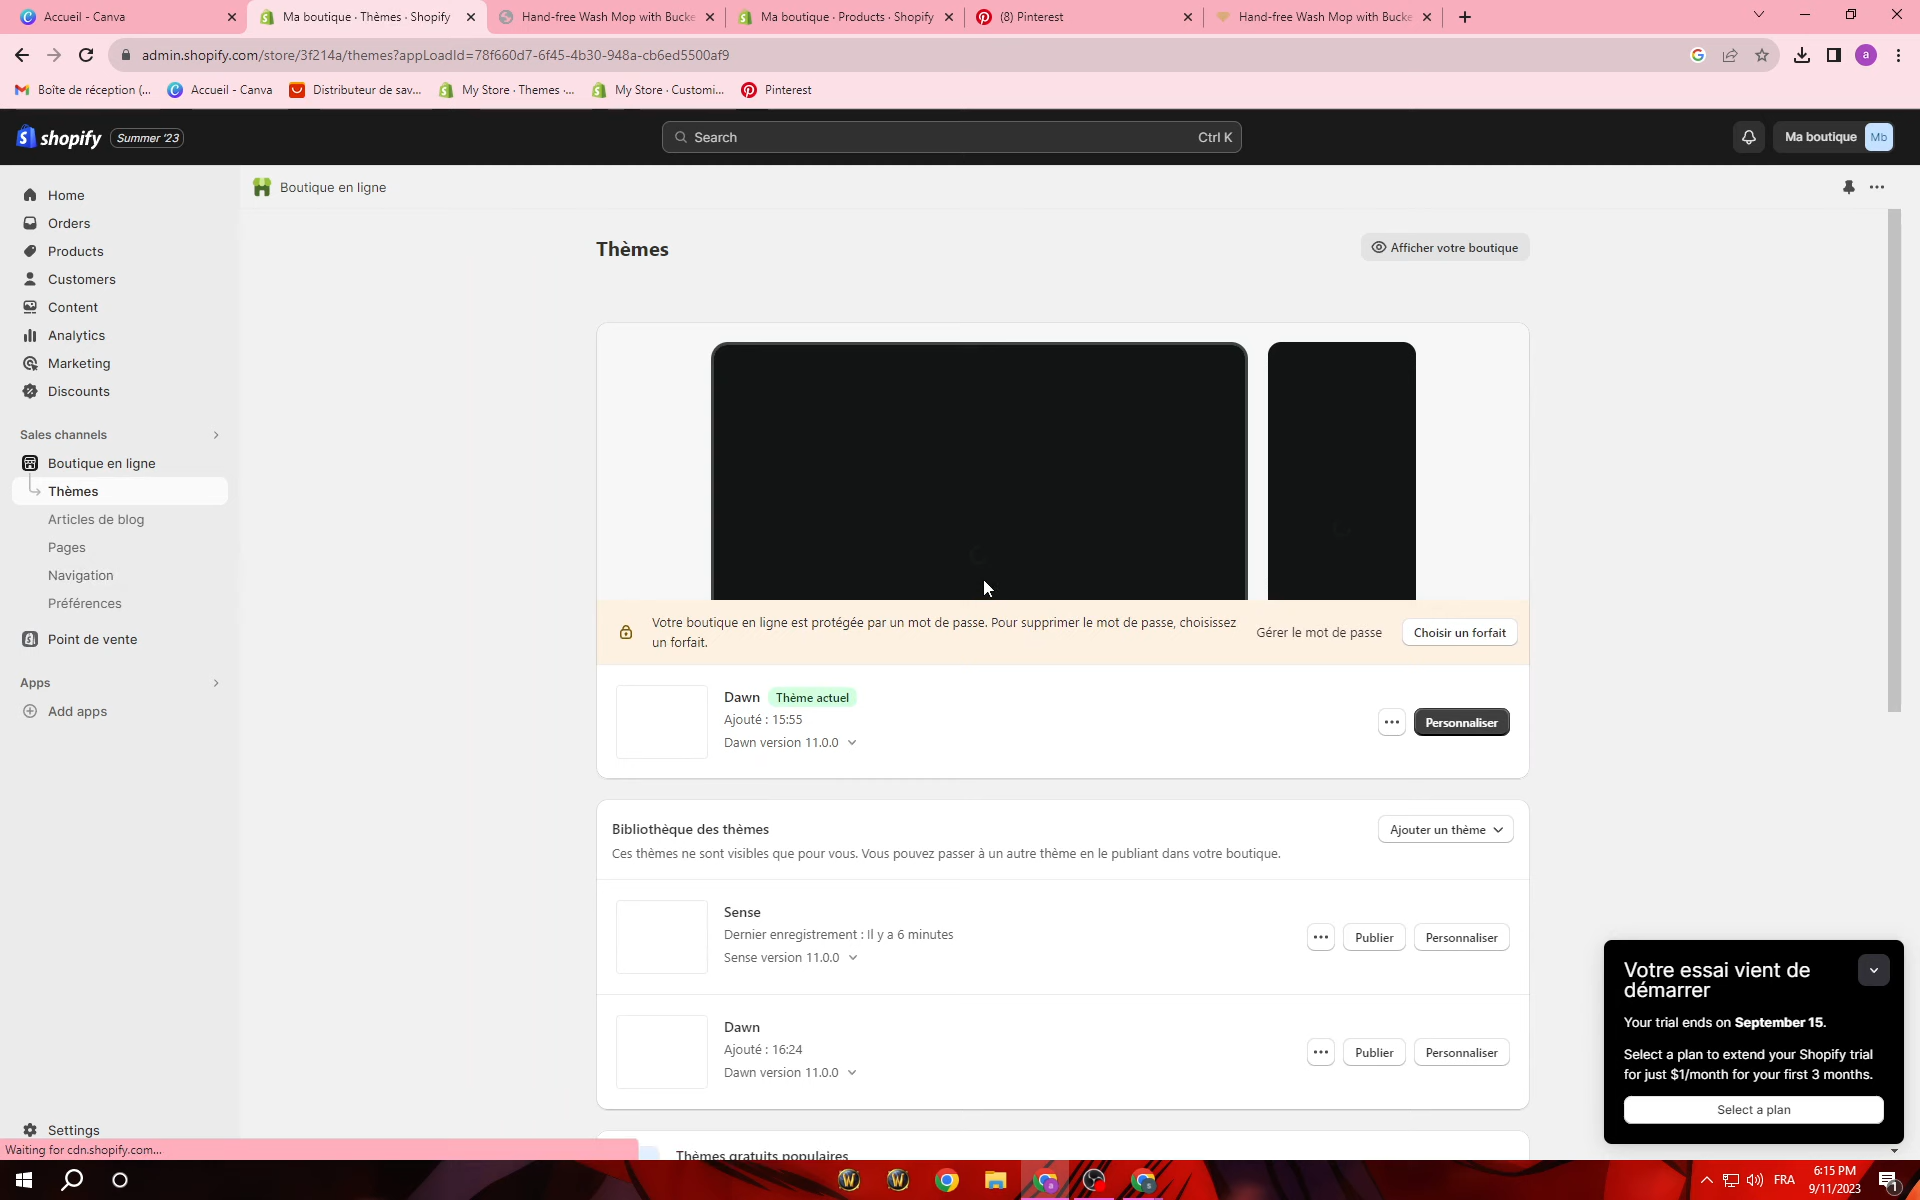 Accueil - Canva
Ma boutique · Thèmes · Shopify
Hand-free Wash Mop with Bucke
Ma boutique · Products · Shopify
(8) Pinterest
Hand-free Wash Mop with Bucke
admin.shopify.com/store/3f214a/themes?appLoadId=78f660d7-6f45-4b30-948a-cb6ed5500af9
a
Boîte de réception (...
Accueil - Canva
Distributeur de sav...
My Store · Themes ·...
My Store · Customi...
Pinterest
shopify
Summer '23
Search
Ctrl K
Ma boutique
Mb
Home
Orders
Products
Customers
Content
Analytics
Marketing
Discounts
Sales channels
Boutique en ligne
Thèmes
Articles de blog
Pages
Navigation
Préférences
Point de vente
Apps
Add apps
Settings
Boutique en ligne
Thèmes
Afficher votre boutique
Votre boutique en ligne est protégée par un mot de passe. Pour supprimer le mot de passe, choisissez
un forfait.
Gérer le mot de passe
Choisir un forfait
Dawn
Thème actuel
Ajouté : 15:55
Dawn version 11.0.0
Personnaliser
Bibliothèque des thèmes
Ajouter un thème
Ces thèmes ne sont visibles que pour vous. Vous pouvez passer à un autre thème en le publiant dans votre boutique.
Sense
Dernier enregistrement : Il y a 6 minutes
Sense version 11.0.0
Publier
Personnaliser
Dawn
Ajouté : 16:24
Dawn version 11.0.0
Publier
Personnaliser
Thèmes gratuits populaires
Votre essai vient de
démarrer
Your trial ends on September 15.
Select a plan to extend your Shopify trial
for just $1/month for your first 3 months.
Select a plan
Waiting for cdn.shopify.com...
FRA
6:15 PM
9/11/2023
1